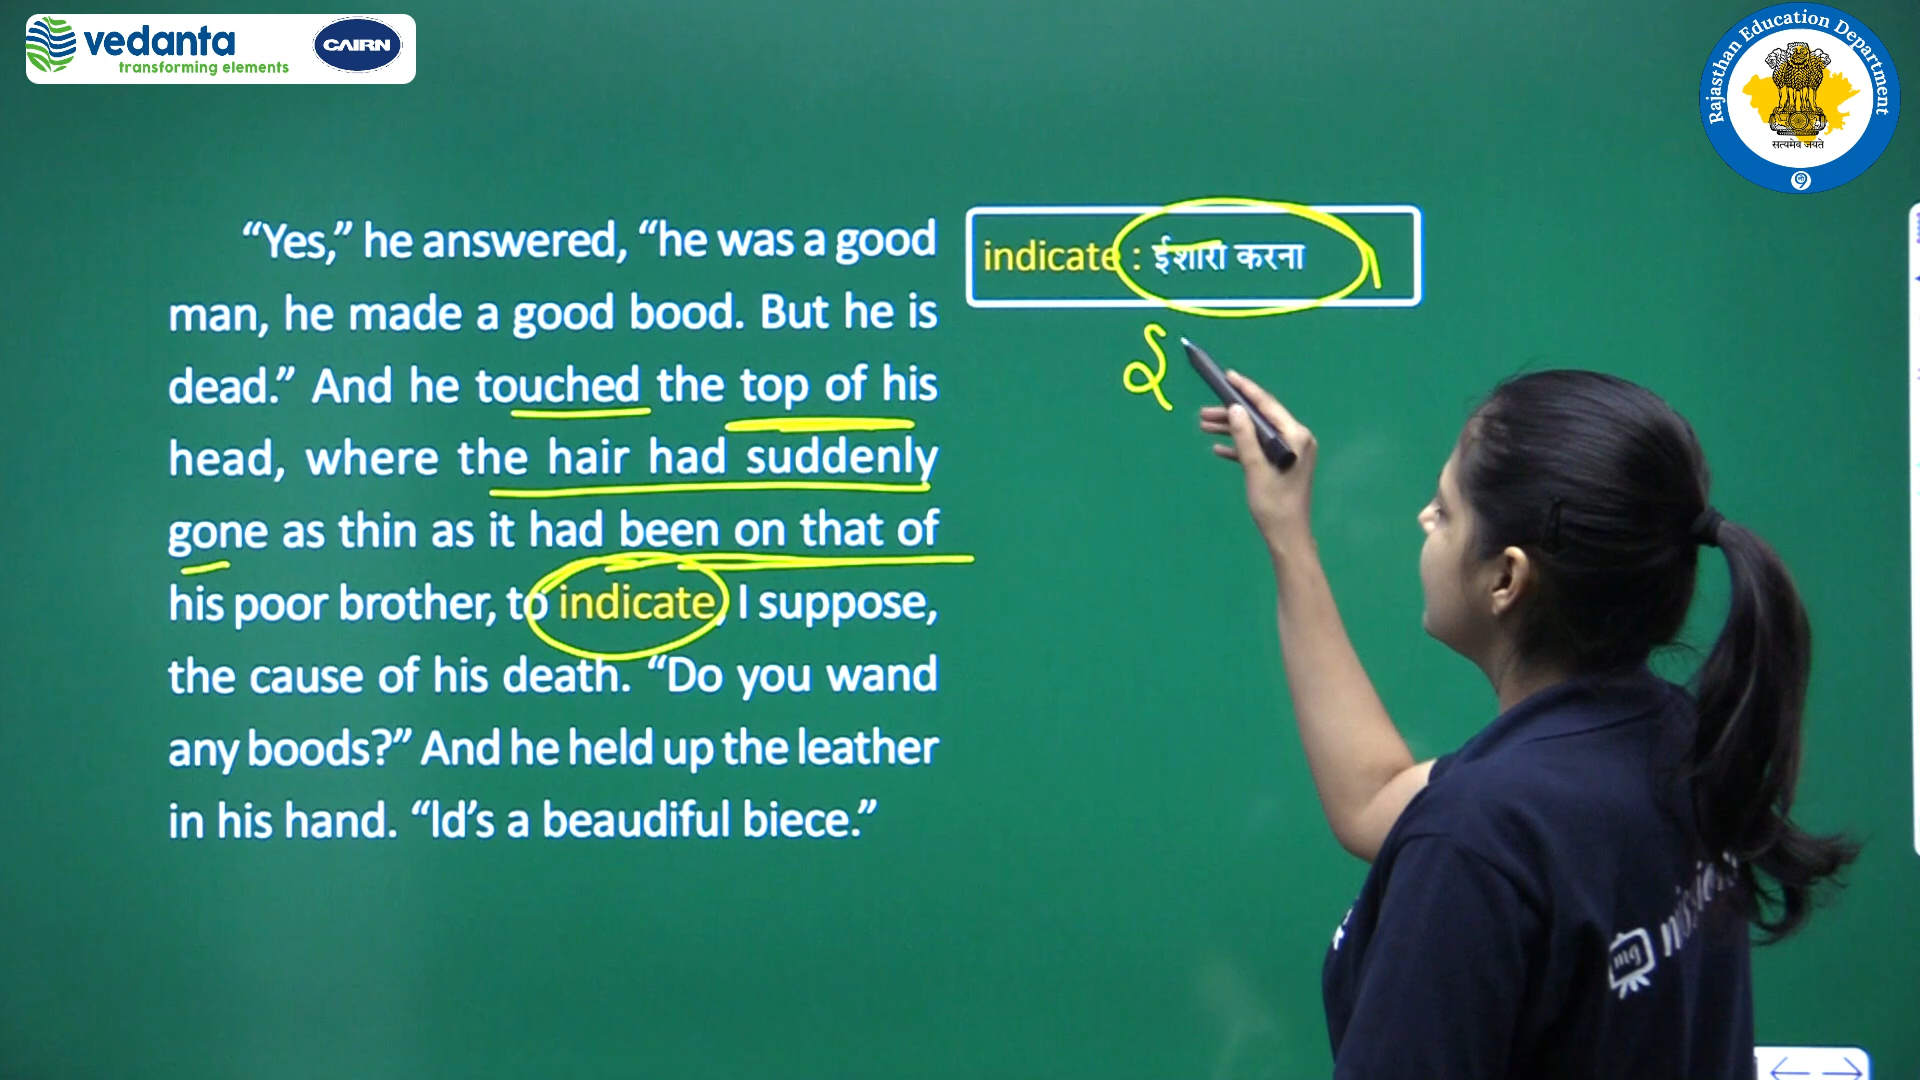 vedanta
transforming elements
CAIRN
Rajasthan Education Department
सत्यमेव जयते
“Yes,” he answered, “he was a good
man, he made a good bood. But he is
dead.” And he touched the top of his
head, where the hair had suddenly
gone as thin as it had been on that of
his poor brother, to indicate, I suppose,
the cause of his death. “Do you wand
any boods?” And he held up the leather
in his hand. “Id’s a beaudiful biece.”
indicate : ईशारा करना
mg